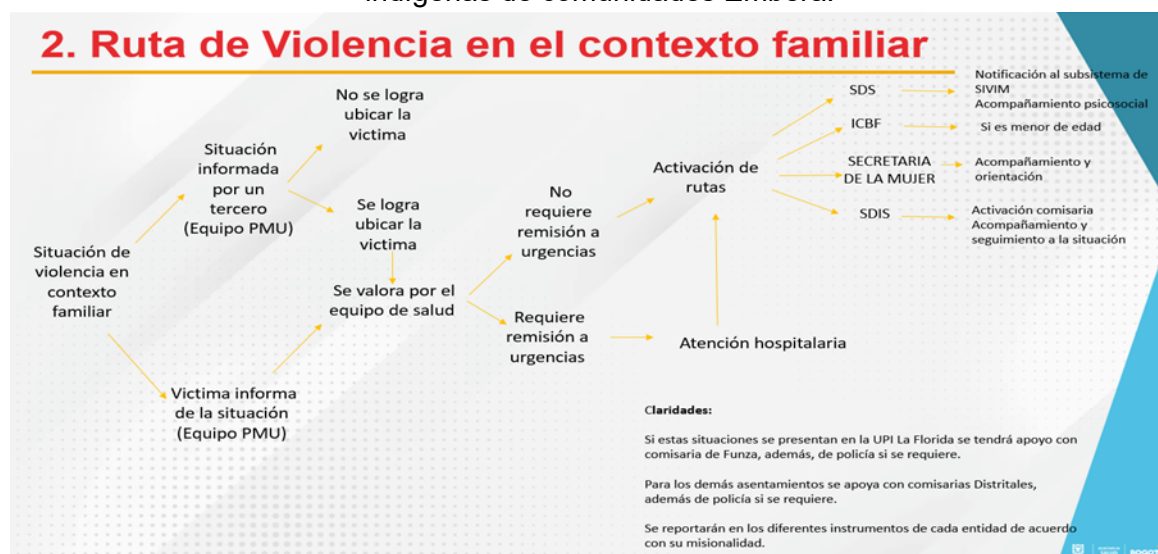 indígenas de comunidades Embera.
2. Ruta de Violencia en el contexto familiar
No se logra
ubicar la
victima
Situación
informada
por un
tercero
(Equipo PMU)
Se logra
ubicar la
victima
Situación de
violencia en
contexto
familiar
Se valora por el
equipo de salud
Victima informa
de la situación
(Equipo PMU)
No
requiere
remisión a
urgencias
Requiere
remisión a
urgencias
Atención hospitalaria
Activación de
rutas
SDS
Notificación al subsistema de
SIVIM
Acompañamiento psicosocial
ICBF
Si es menor de edad
SECRETARIA
DE LA MUJER
Acompañamiento y
orientación
SDIS
Activación comisaria
Acompañamiento y
seguimiento a la situación
Claridades:
Si estas situaciones se presentan en la UPI La Florida se tendrá apoyo con
comisaria de Funza, además, de policía si se requiere.
Para los demás asentamientos se apoya con comisarias Distritales,
además de policía si se requiere.
Se reportarán en los diferentes instrumentos de cada entidad de acuerdo
con su misionalidad.
BOGOT